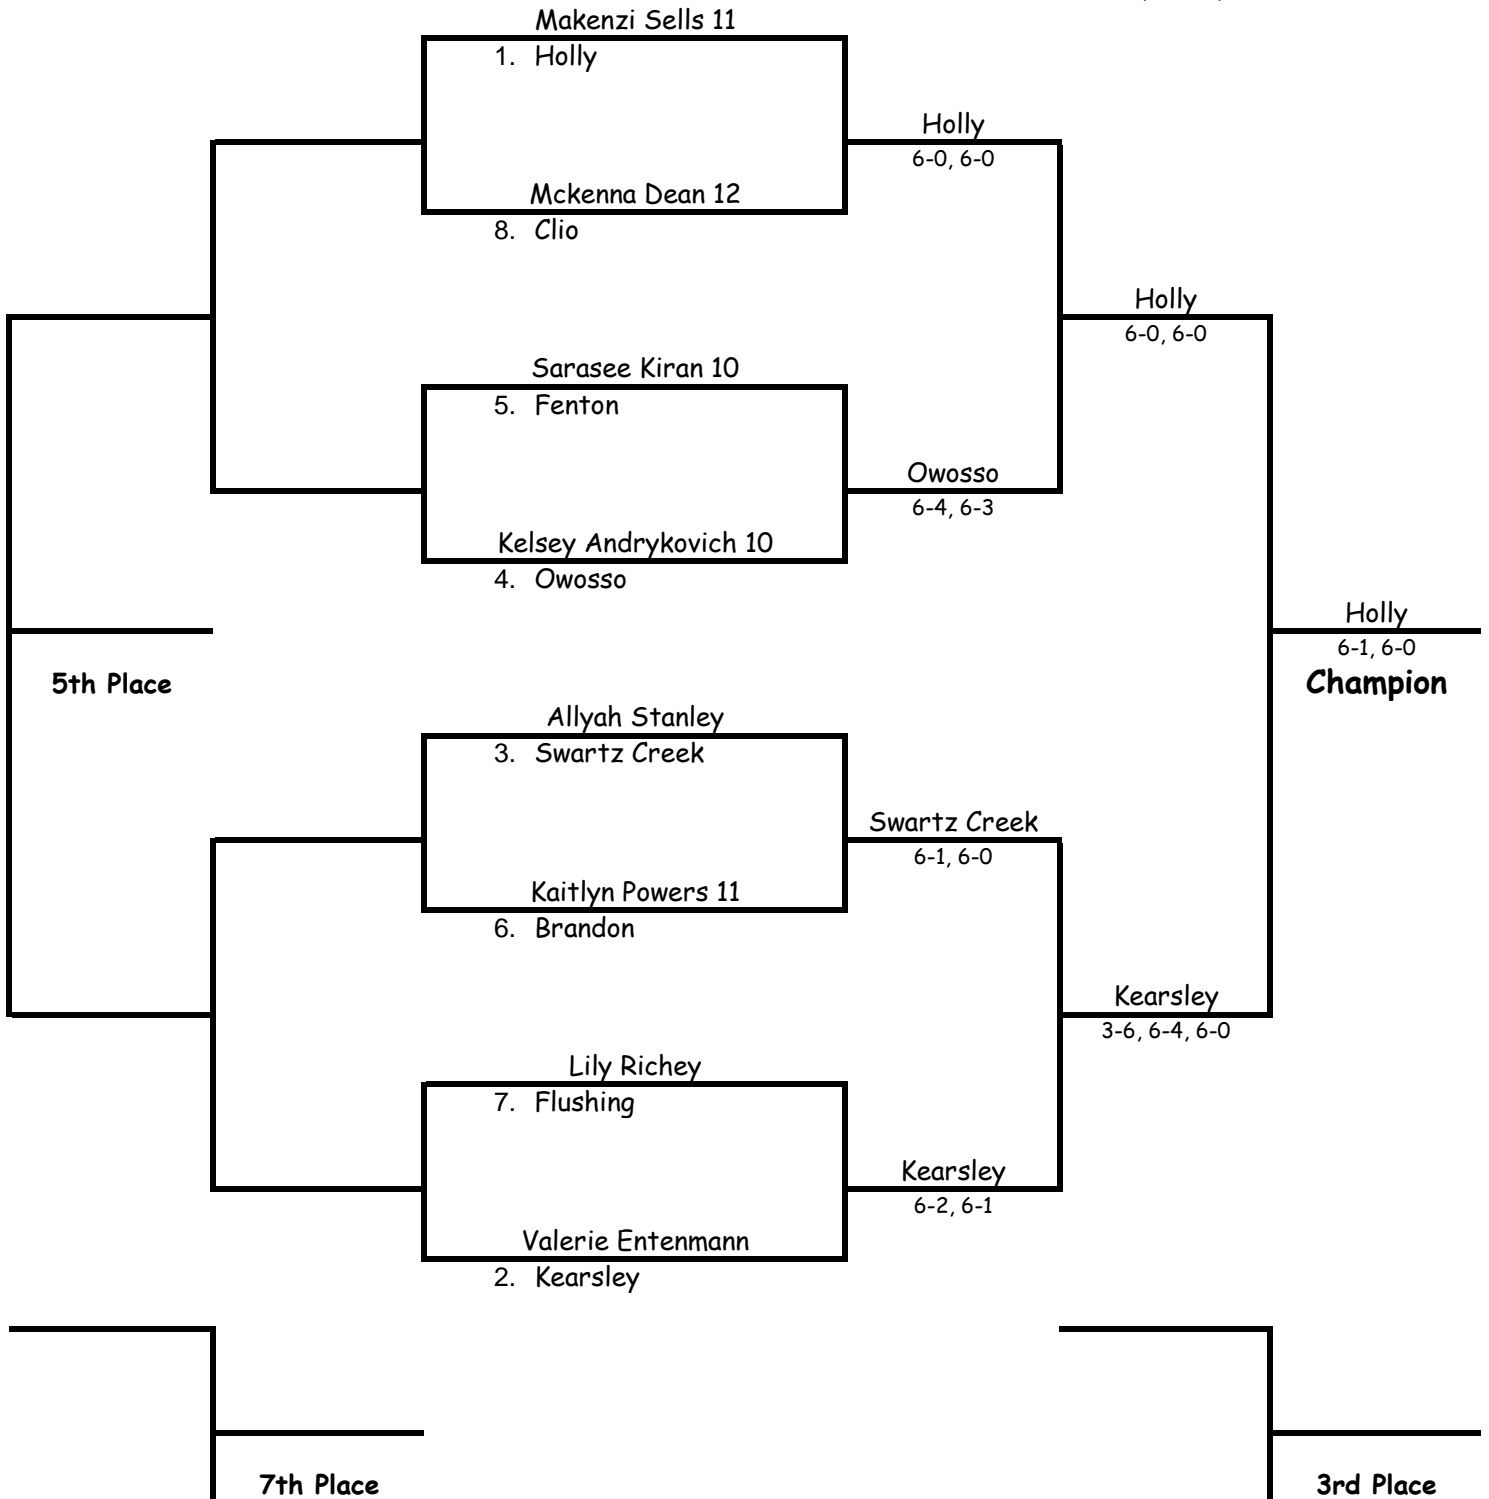 Makenzi Sells 11
1. Holly
Holly
6-0, 6-0
Mckenna Dean 12
8. Clio
Holly
6-0, 6-0
Sarasee Kiran 10
5. Fenton
Owosso
6-4, 6-3
Kelsey Andrykovich 10
4. Owosso
Holly
6-1, 6-0
5th Place
Champion
Allyah Stanley
3. Swartz Creek
Swartz Creek
6-1, 6-0
Kaitlyn Powers 11
6. Brandon
Kearsley
3-6, 6-4, 6-0
Lily Richey
7. Flushing
Kearsley
6-2, 6-1
Valerie Entenmann
2. Kearsley
7th Place
3rd Place